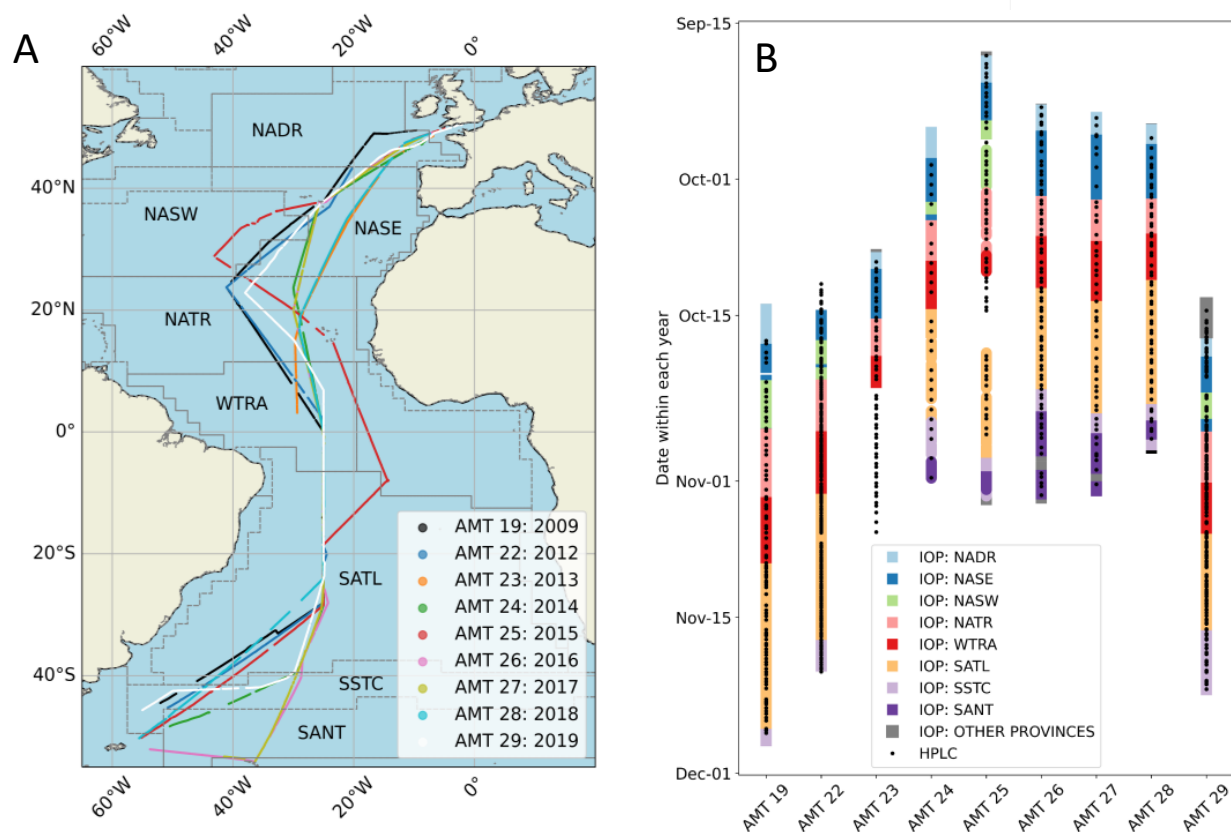 A
60°W
40°W
20°W
0°
NADR
40°N
NASW
NASE
20°N
NATR
WTRA
0°
AMT 19: 2009
AMT 22: 2012
AMT 23: 2013
AMT 24: 2014
AMT 25: 2015
AMT 26: 2016
AMT 27: 2017
AMT 28: 2018
AMT 29: 2019
20°S
SATL
40°S
SSTC
SANT
60°W
40°W
20°W
0°
B
Date within each year
Sep-15
Oct-01
Oct-15
Nov-01
Nov-15
Dec-01
IOP: NADR
IOP: NASE
IOP: NASW
IOP: NATR
IOP: WTRA
IOP: SATL
IOP: SSTC
IOP: SANT
IOP: OTHER PROVINCES
HPLC
AMT 19
AMT 22
AMT 23
AMT 24
AMT 25
AMT 26
AMT 27
AMT 28
AMT 29